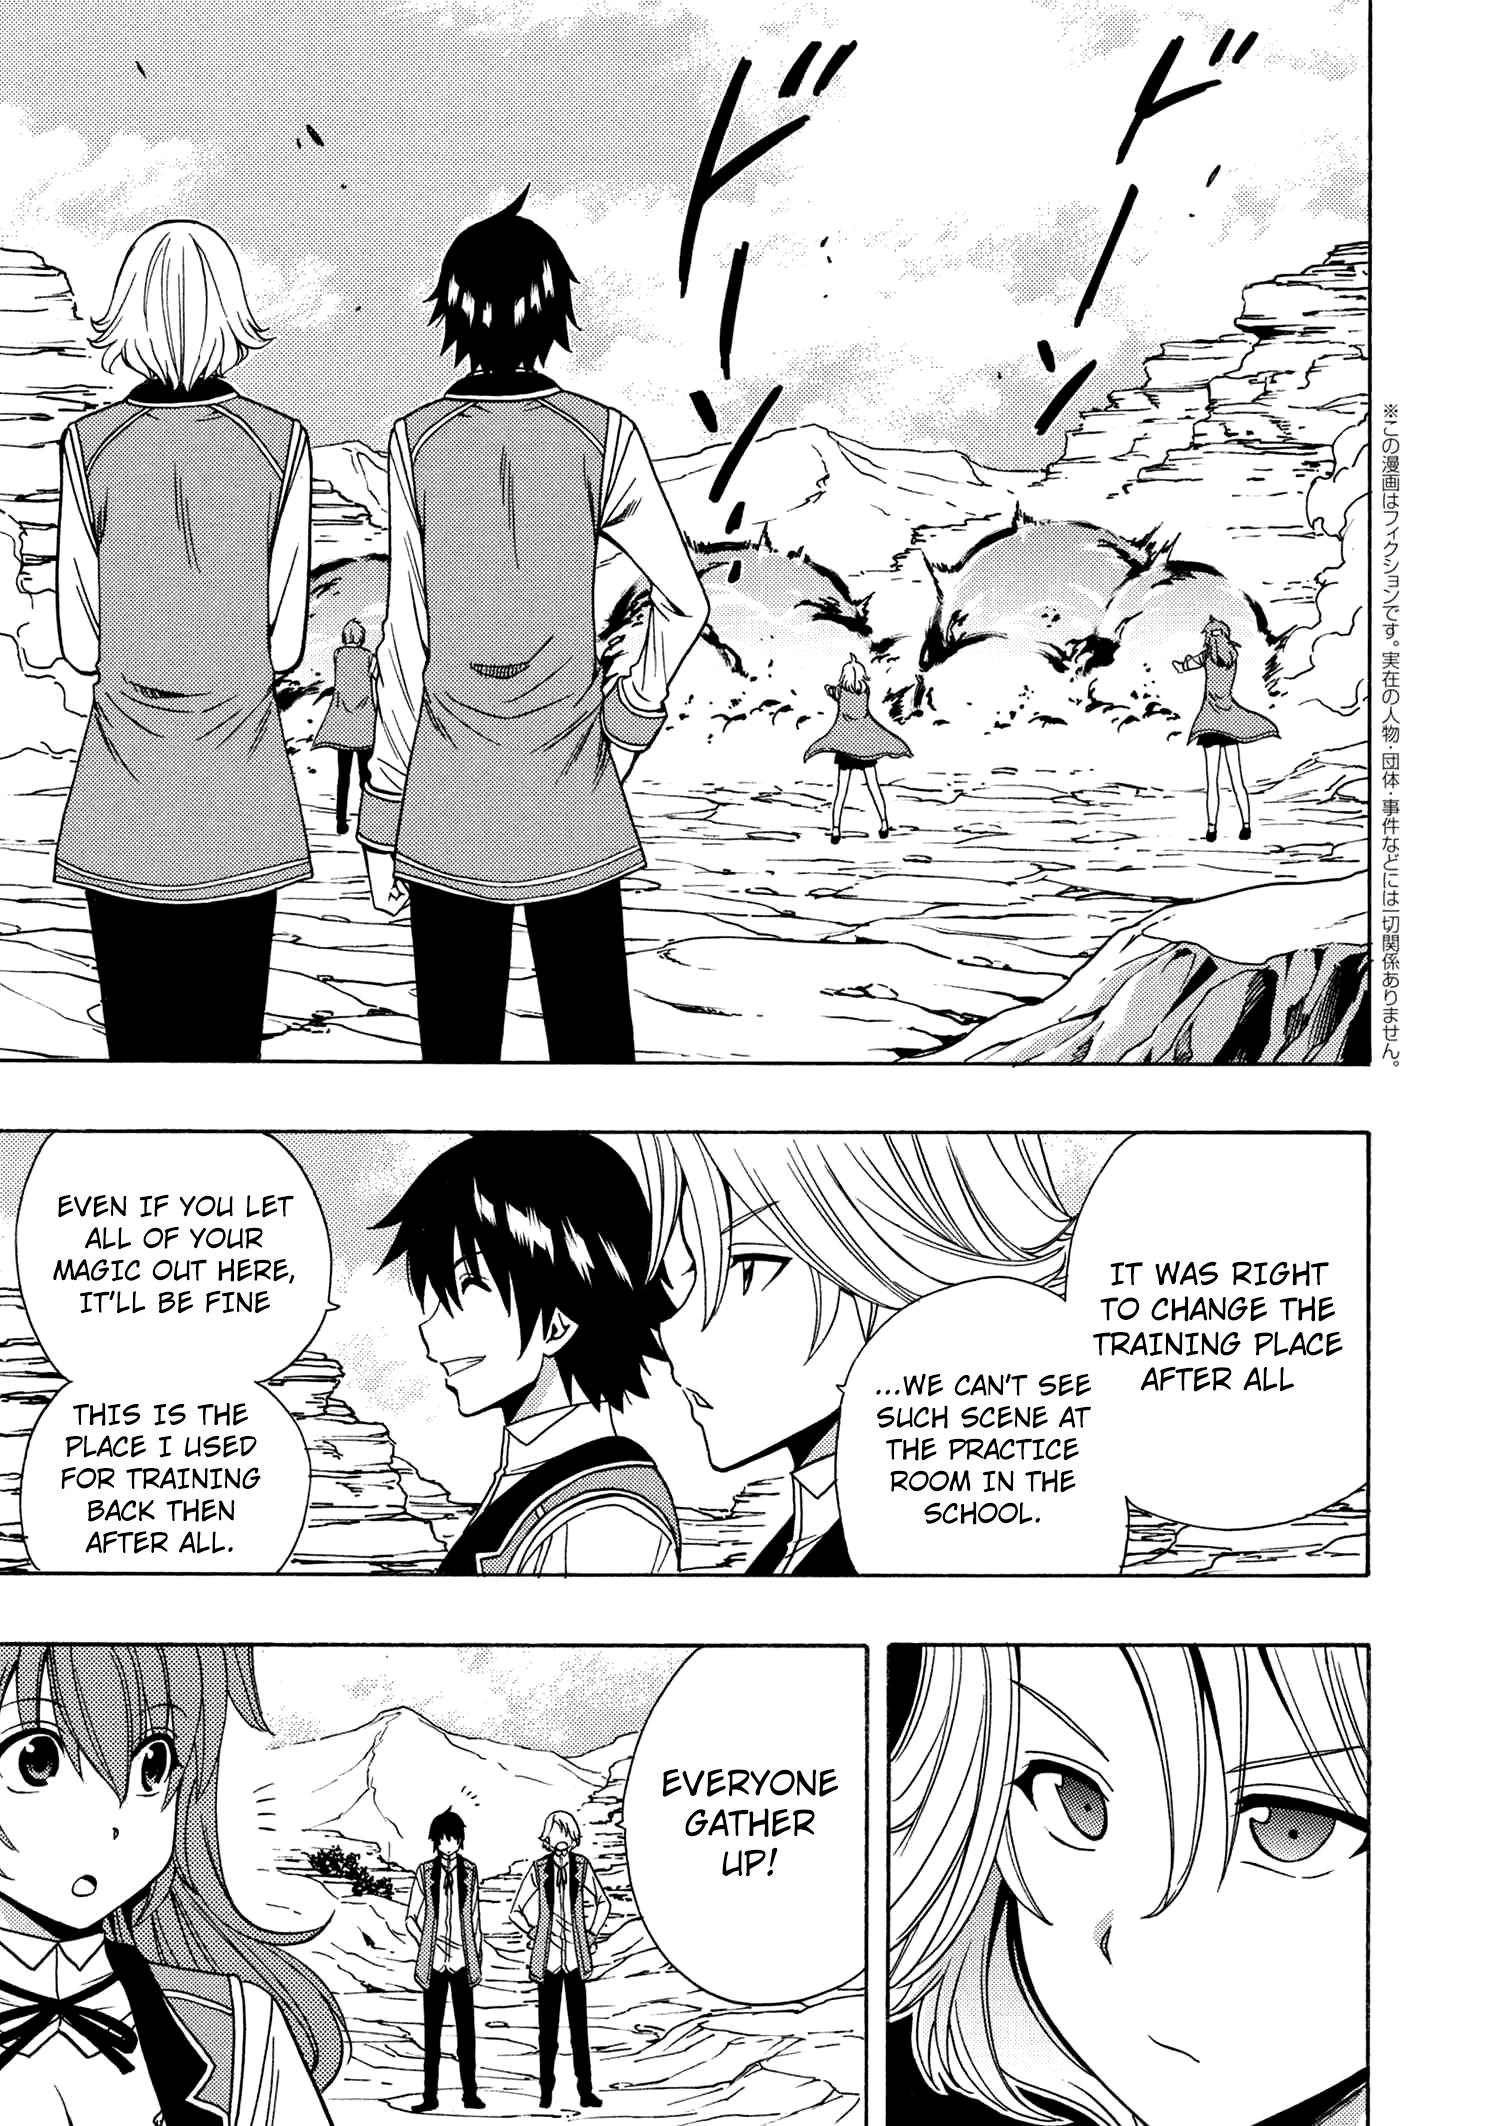 ドドン
ドドン
※この漫画はフィクションです。実在の人物・団体・事件などには一切関係ありません。
IT WAS RIGHT
TO CHANGE THE
TRAINING PLACE
AFTER ALL
...WE CAN'T SEE
SUCH SCENE AT
THE PRACTICE
ROOM IN THE
SCHOOL.
EVEN IF YOU LET
ALL OF YOUR
MAGIC OUT HERE,
IT'LL BE FINE
THIS IS THE
PLACE I USED
FOR TRAINING
BACK THEN
AFTER ALL.
EVERYONE
GATHER
UP!